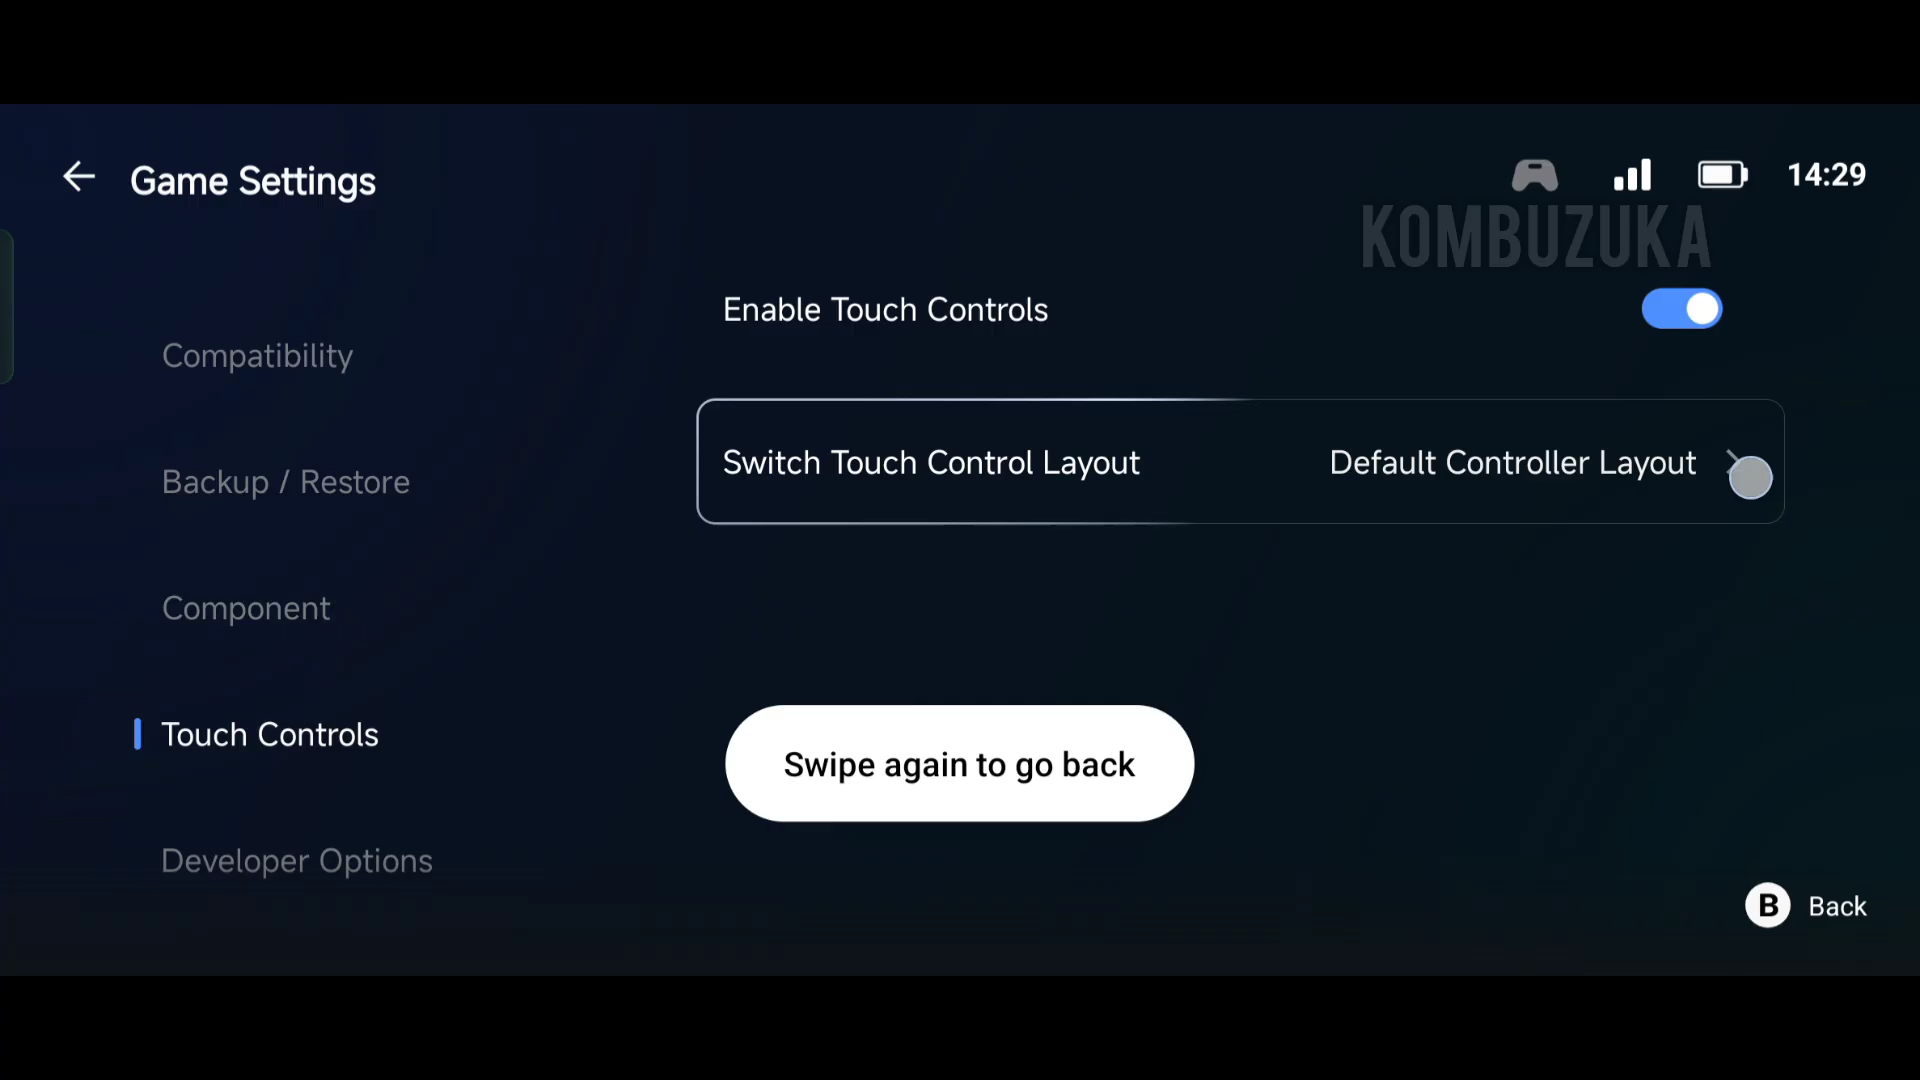 Game Settings
14:29
KOMBUZUKA
Enable Touch Controls
Compatibility
Switch Touch Control Layout
Default Controller Layout
Backup / Restore
Component
Touch Controls
Swipe again to go back
Developer Options
B Back